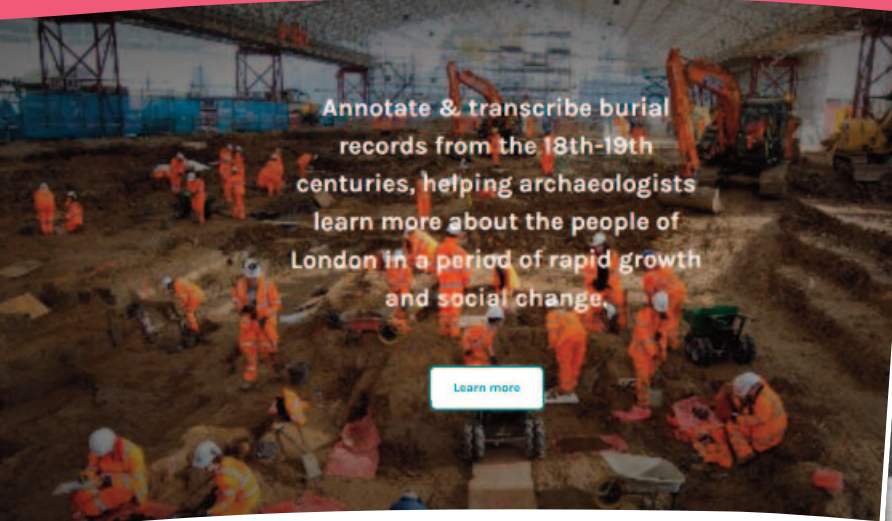 Annotate & transcribe burial
records from the 18th-19th
centuries, helping archaeologists
learn more about the people of
London in a period of rapid growth
and social change.
Learn more